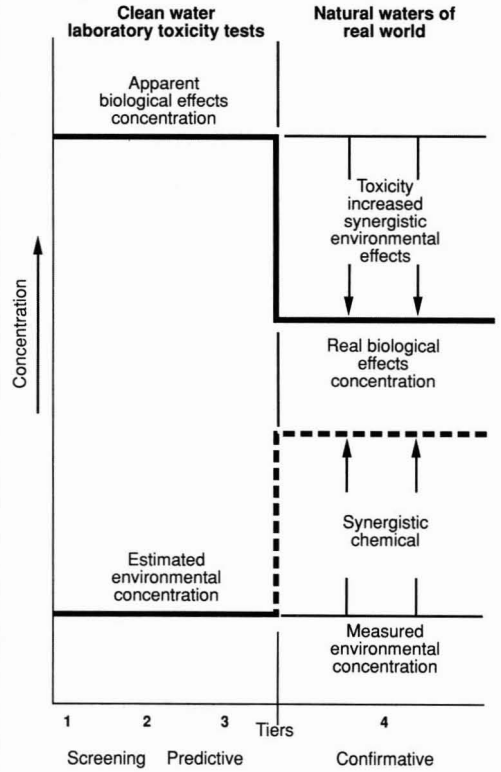 Clean water
laboratory toxicity tests
Natural waters of
real world
Apparent
biological effects
concentration
Toxicity
increased
synergistic
environmental
effects
Concentration
Real biological
effects
concentration
Synergistic
chemical
Estimated
environmental
concentration
Measured
environmental
concentration
1 2 3 Tiers 4
Screening Predictive Confirmative